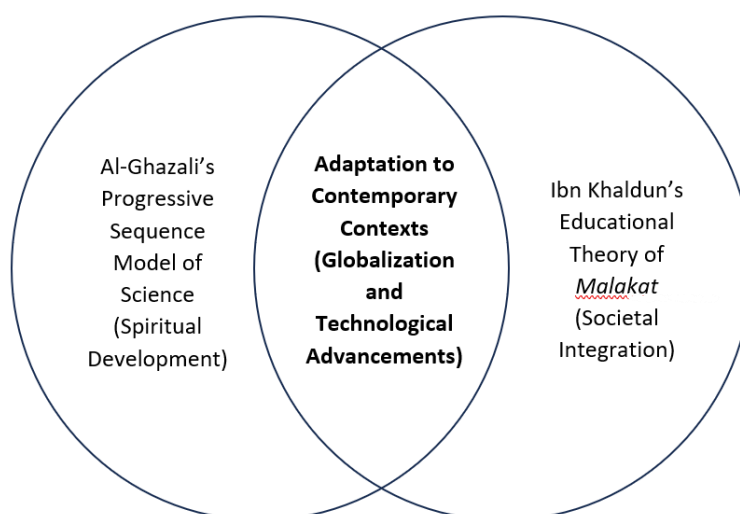 Al-Ghazali’s
Progressive
Sequence
Model of
Science
(Spiritual
Development)
Adaptation to
Contemporary
Contexts
(Globalization
and
Technological
Advancements)
Ibn Khaldun’s
Educational
Theory of
Malakat
(Societal
Integration)